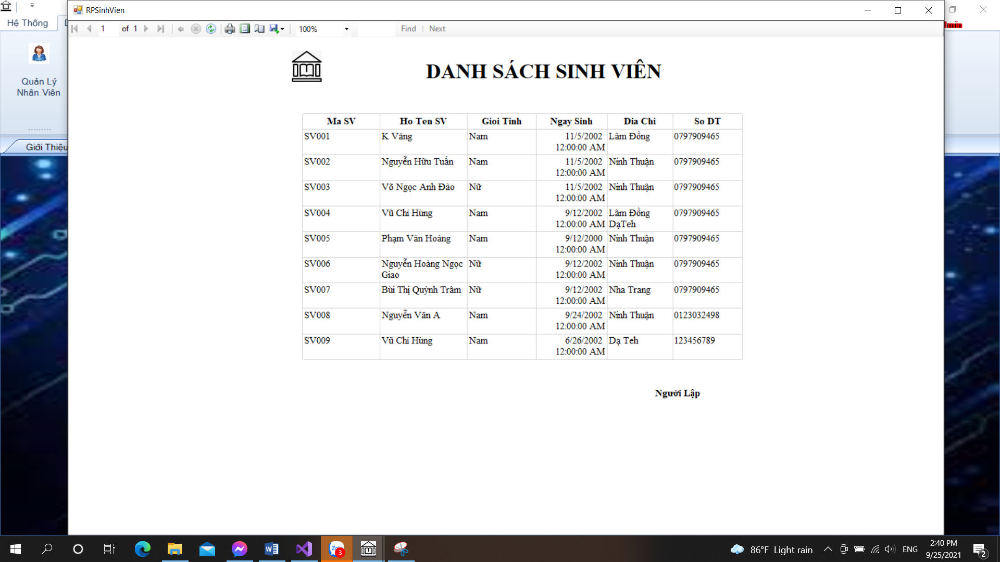 RPSinhVien
Hệ Thống
1 of 1 100% Find Next
Quản Lý
Nhân Viên
Giới Thiệu
DANH SÁCH SINH VIÊN
Ma SV Ho Ten SV Gioi Tinh Ngay Sinh Dia Chi So DT
SV001 K Vảng Nam 11/5/2002 12:00:00 AM Lâm Đồng 0797909465
SV002 Nguyễn Hữu Tuấn Nam 11/5/2002 12:00:00 AM Ninh Thuận 0797909465
SV003 Võ Ngọc Anh Đào Nữ 11/5/2002 12:00:00 AM Ninh Thuận 0797909465
SV004 Vũ Chí Hùng Nam 9/12/2002 12:00:00 AM Lâm Đồng DạTeh 0797909465
SV005 Phạm Văn Hoàng Nam 9/12/2000 12:00:00 AM Ninh Thuận 0797909465
SV006 Nguyễn Hoàng Ngọc Giao Nữ 9/12/2002 12:00:00 AM Ninh Thuận 0797909465
SV007 Bùi Thị Quỳnh Trâm Nữ 9/12/2002 12:00:00 AM Nha Trang 0797909465
SV008 Nguyễn Văn A Nam 9/24/2002 12:00:00 AM Ninh Thuận 0123032498
SV009 Vũ Chí Hùng Nam 6/26/2002 12:00:00 AM Dạ Teh 123456789
Người Lập
3
86°F Light rain ENG
2:40 PM
9/25/2021
2